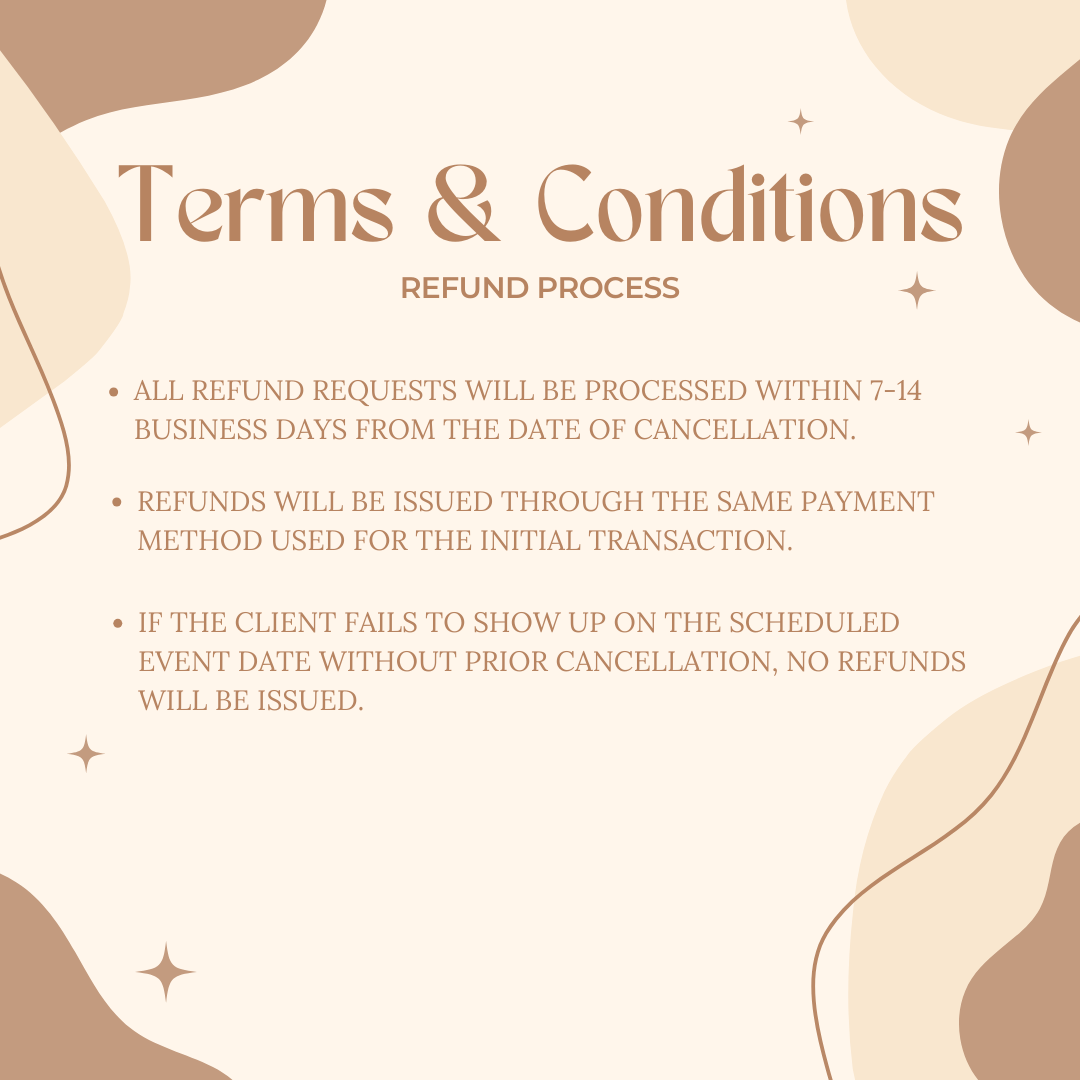 Terms & Conditions
REFUND PROCESS
• ALL REFUND REQUESTS WILL BE PROCESSED WITHIN 7-14
BUSINESS DAYS FROM THE DATE OF CANCELLATION.
• REFUNDS WILL BE ISSUED THROUGH THE SAME PAYMENT
METHOD USED FOR THE INITIAL TRANSACTION.
• IF THE CLIENT FAILS TO SHOW UP ON THE SCHEDULED
EVENT DATE WITHOUT PRIOR CANCELLATION, NO REFUNDS
WILL BE ISSUED.